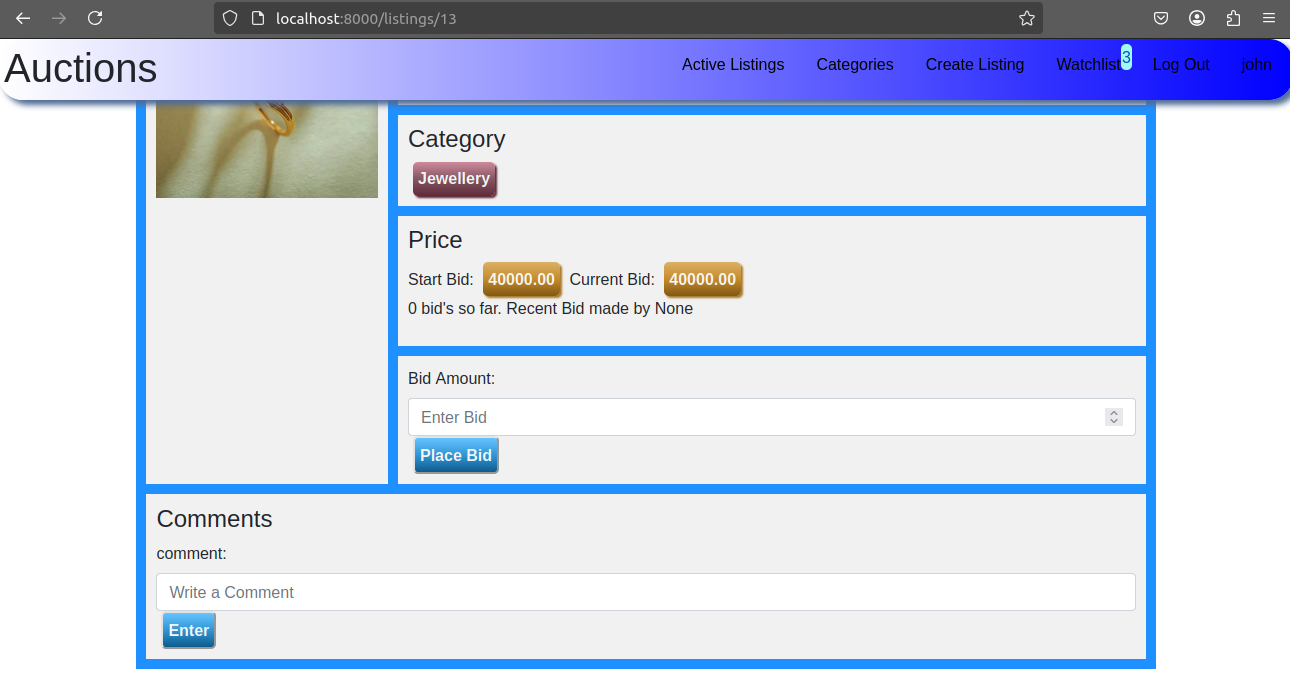 localhost:8000/listings/13
Auctions
Active Listings Categories Create Listing Watchlist 3 Log Out john
Category
Jewellery
Price
Start Bid: 40000.00 Current Bid: 40000.00
0 bid's so far. Recent Bid made by None
Bid Amount:
Enter Bid
Place Bid
Comments
comment:
Write a Comment
Enter